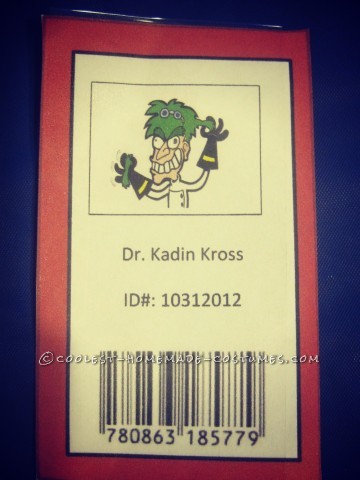 Dr. Kadin Kross
ID#: 10312012
© COOLEST-HOMEMADE-COSTUMES.COM
780863 185779